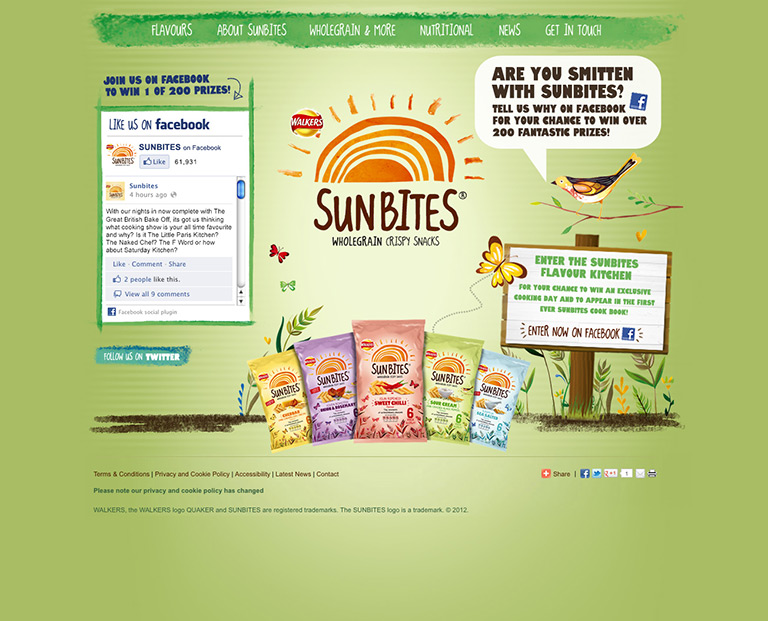 FLAVOURS ABOUT SUNBITES WHOLEGRAIN & MORE NUTRITIONAL NEWS GET IN TOUCH
JOIN US ON FACEBOOK
TO WIN 1 OF 200 PRIZES!
LIKE US ON facebook
SUNBITES on Facebook
Like 61,931
Sunbites
4 hours ago
With our nights in now complete with The
Great British Bake Off, its got us thinking
what cooking show is your all time favourite
and why? Is it The Little Paris Kitchen?
The Naked Chef? The F Word or how
about Saturday Kitchen?
Like · Comment · Share
2 people like this.
View all 9 comments
Facebook social plugin
FOLLOW US ON TWITTER
WALKERS
SUNBITES®
WHOLEGRAIN CRISPY SNACKS
ARE YOU SMITTEN
WITH SUNBITES?
TELL US WHY ON FACEBOOK
FOR YOUR CHANCE TO WIN OVER
200 FANTASTIC PRIZES!
ENTER THE SUNBITES
FLAVOUR KITCHEN
FOR YOUR CHANCE TO WIN AN EXCLUSIVE
COOKING DAY AND TO APPEAR IN THE FIRST
EVER SUNBITES COOK BOOK!
ENTER NOW ON FACEBOOK
SUNBITES
CHEDDAR
6
SUNBITES
ONION & ROSEMARY
6
WALKERS
SUNBITES
SWEET CHILLI
6
SUNBITES
SOUR CREAM
6
SUNBITES
SEA SALTED
6
Terms & Conditions | Privacy and Cookie Policy | Accessibility | Latest News | Contact
Share | +1 1
Please note our privacy and cookie policy has changed
WALKERS, the WALKERS logo QUAKER and SUNBITES are registered trademarks. The SUNBITES logo is a trademark. © 2012.